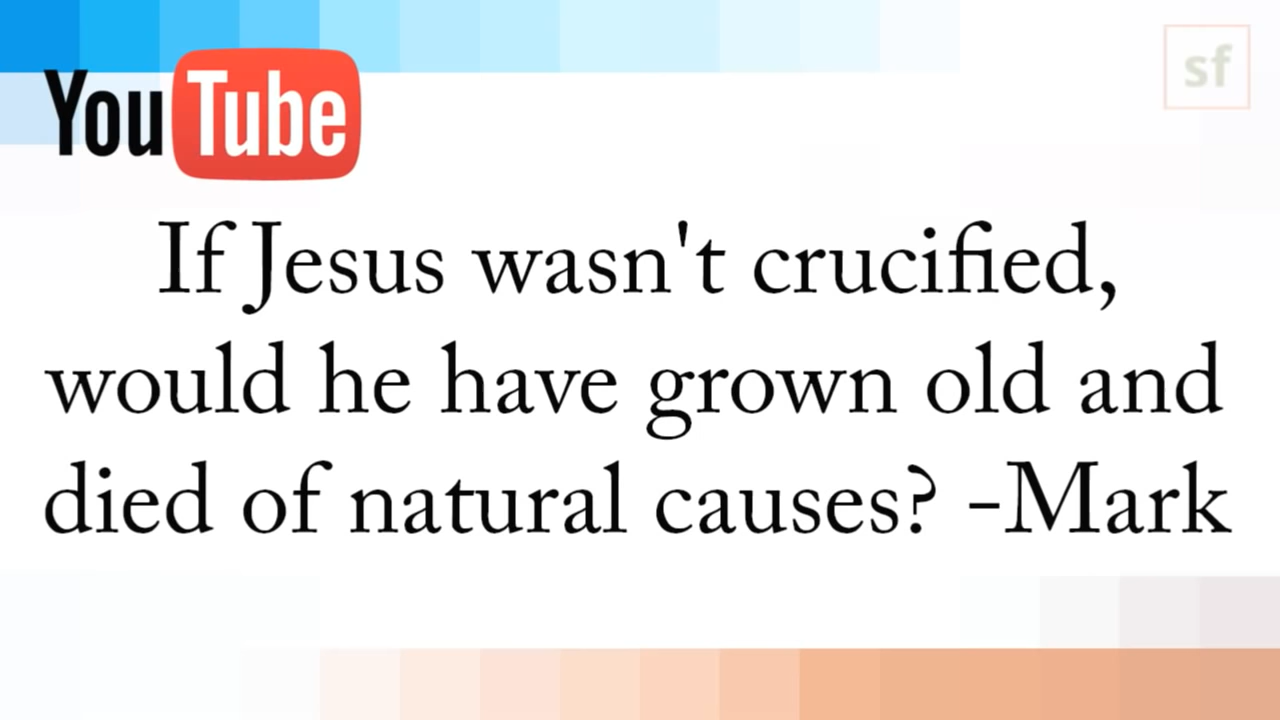 YouTube
sf
If Jesus wasn't crucified,
would he have grown old and
died of natural causes? -Mark